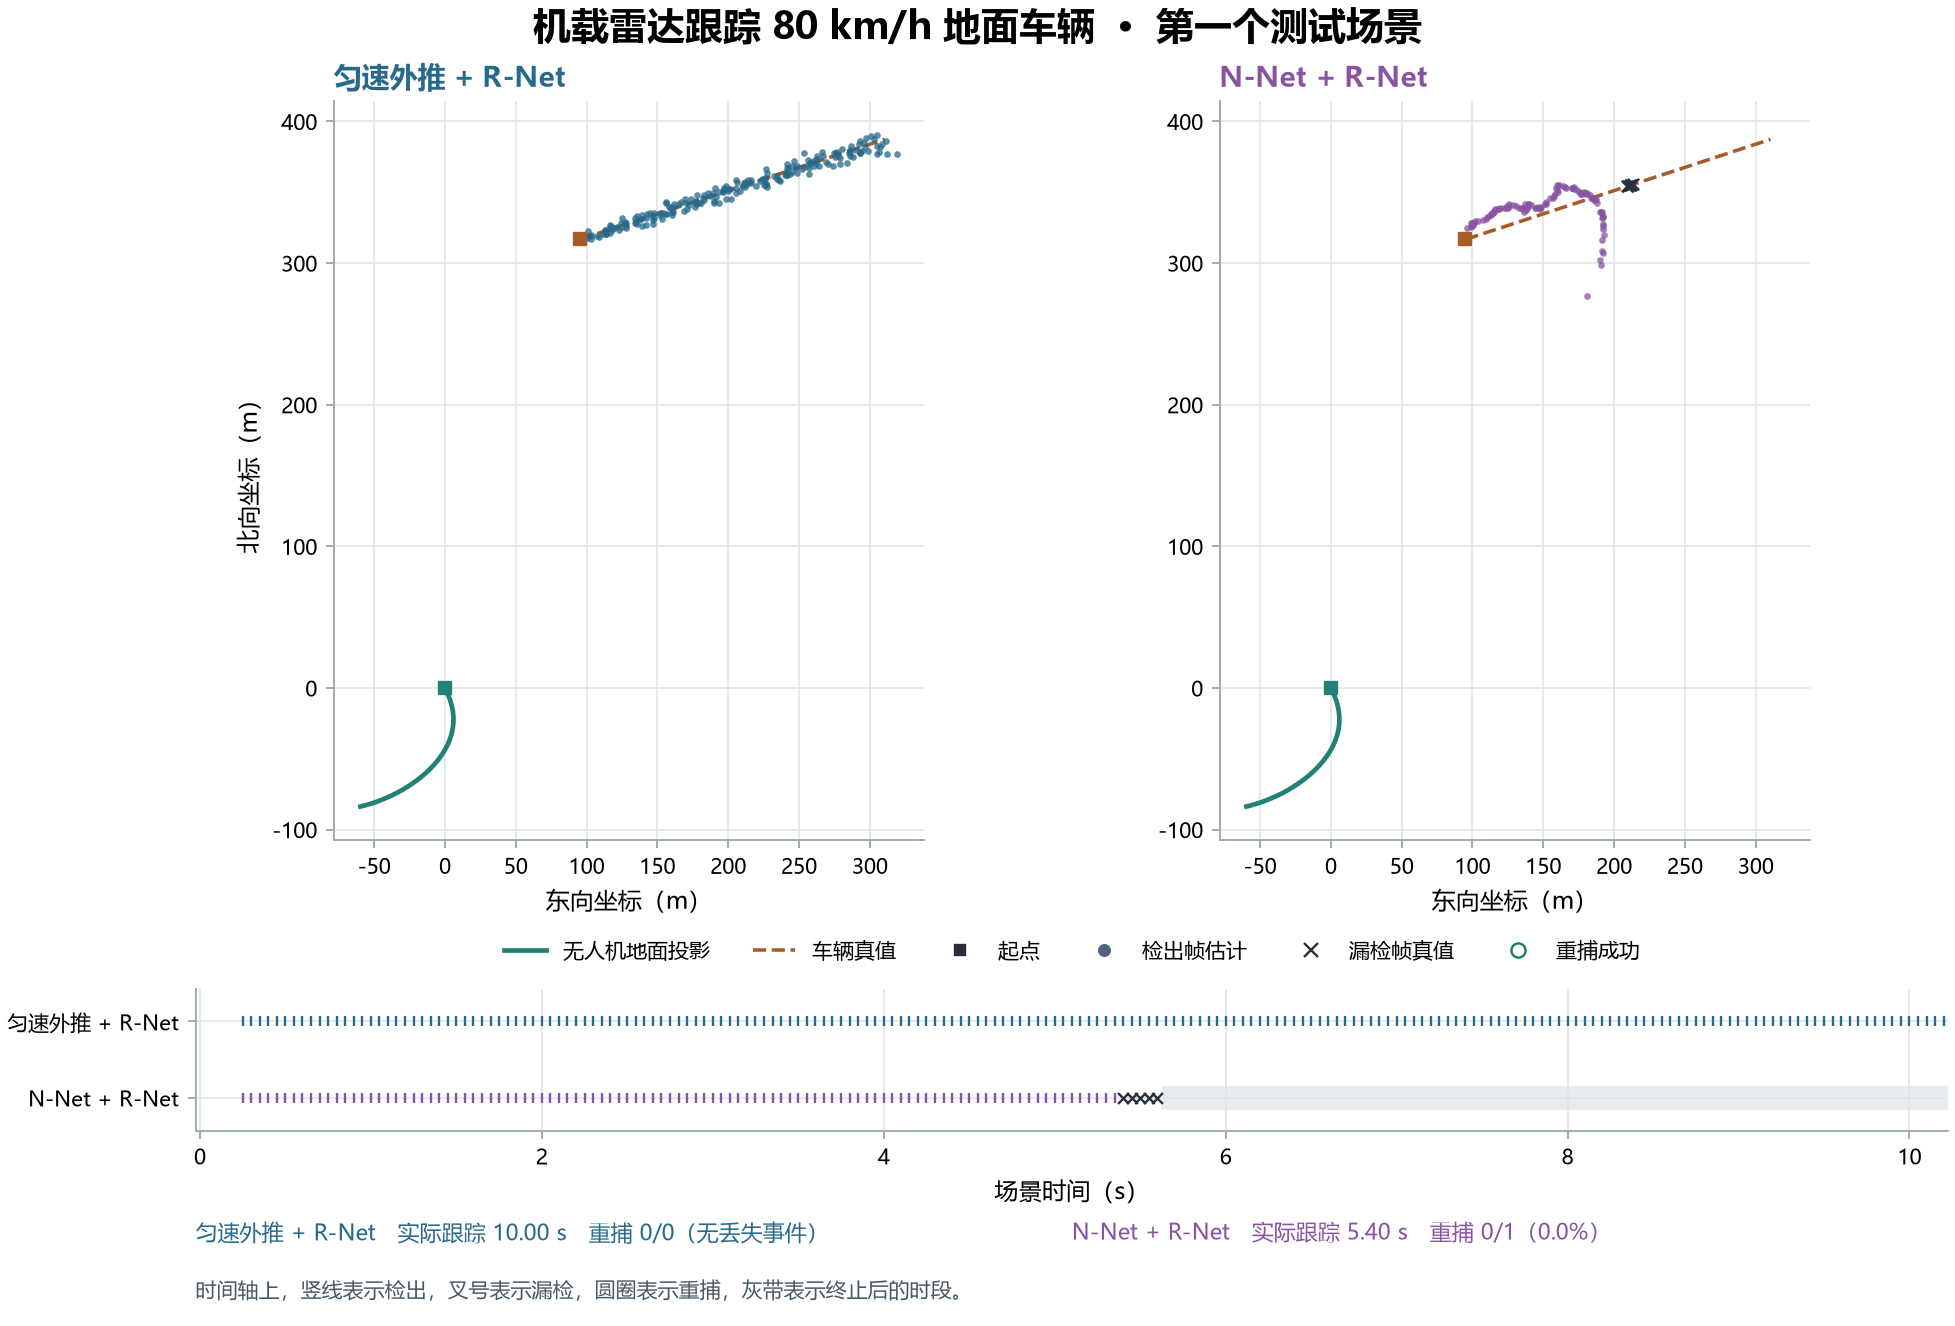 机载雷达跟踪 80 km/h 地面车辆 • 第一个测试场景
匀速外推 + R-Net
400
300
200
100
0
-100
北向坐标（m）
-50 0 50 100 150 200 250 300
东向坐标（m）
N-Net + R-Net
400
300
200
100
0
-100
-50 0 50 100 150 200 250 300
东向坐标（m）
无人机地面投影 车辆真值 起点 检出帧估计 漏检帧真值 重捕成功
匀速外推 + R-Net
N-Net + R-Net
0 2 4 6 8 10
场景时间（s）
匀速外推 + R-Net 实际跟踪 10.00 s 重捕 0/0（无丢失事件）
N-Net + R-Net 实际跟踪 5.40 s 重捕 0/1（0.0%）
时间轴上，竖线表示检出，叉号表示漏检，圆圈表示重捕，灰带表示终止后的时段。